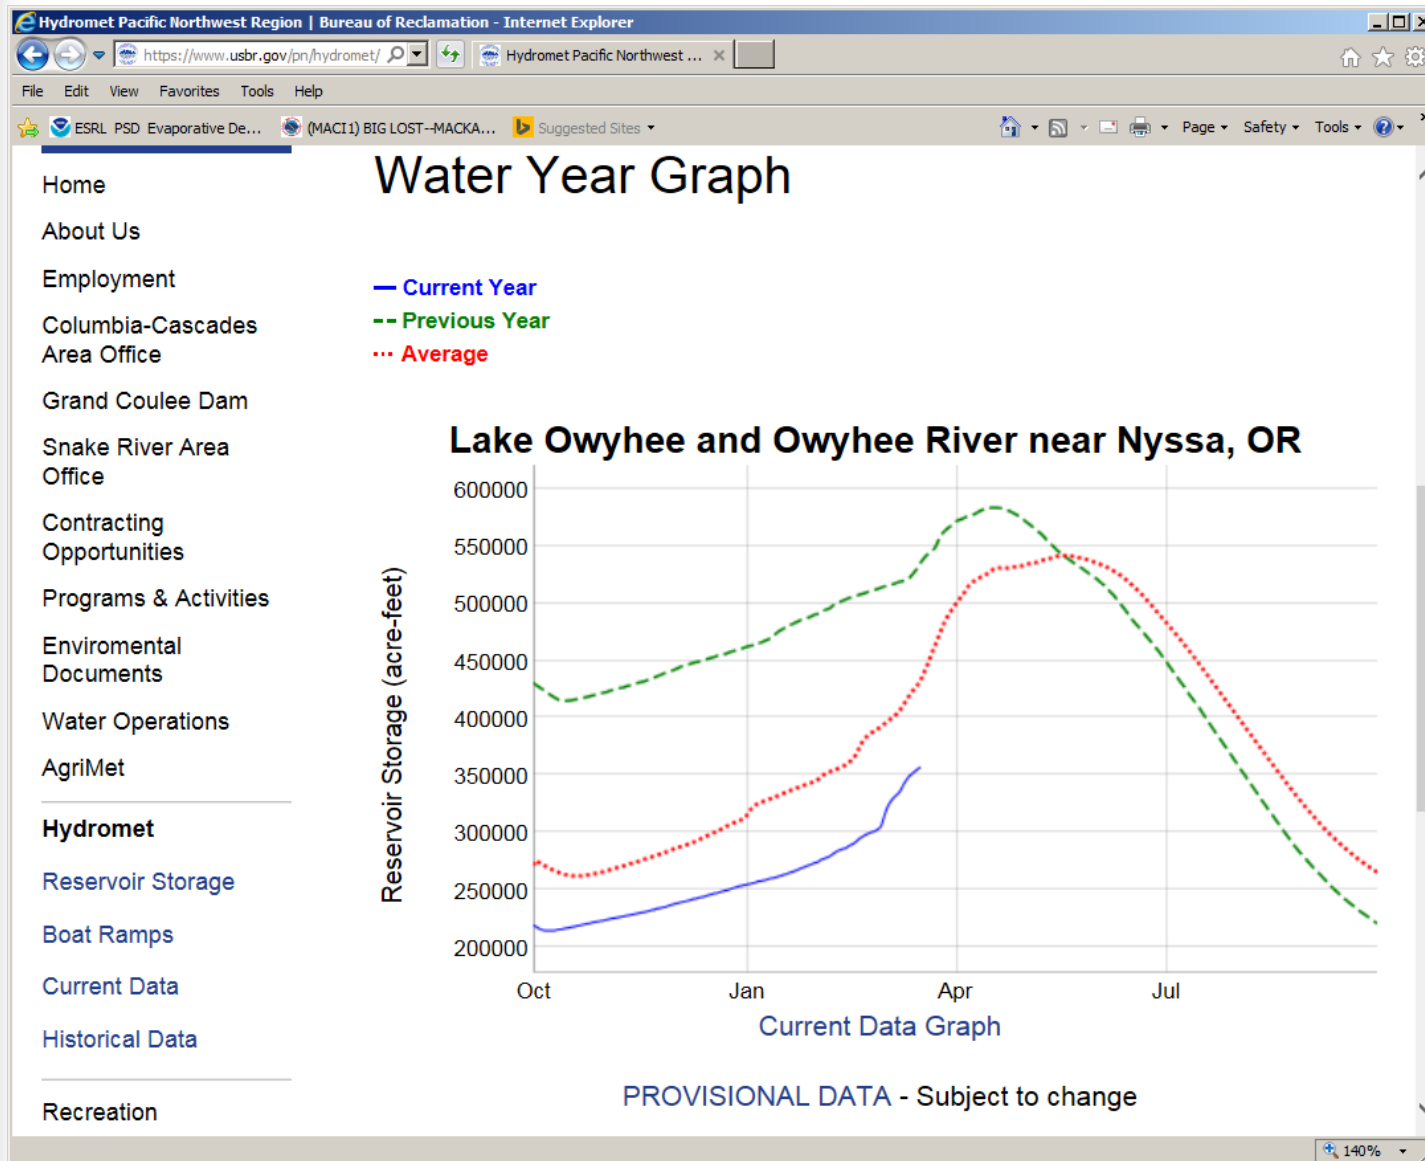 Hydromet Pacific Northwest Region | Bureau of Reclamation - Internet Explorer
https://www.usbr.gov/pn/hydromet/
Hydromet Pacific Northwest ...
File Edit View Favorites Tools Help
ESRL PSD Evaporative De... (MACI1) BIG LOST--MACKA... Suggested Sites
Page Safety Tools
Home
About Us
Employment
Columbia-Cascades
Area Office
Grand Coulee Dam
Snake River Area
Office
Contracting
Opportunities
Programs & Activities
Enviromental
Documents
Water Operations
AgriMet
Hydromet
Reservoir Storage
Boat Ramps
Current Data
Historical Data
Recreation
Water Year Graph
Current Year
Previous Year
Average
Lake Owyhee and Owyhee River near Nyssa, OR
Reservoir Storage (acre-feet)
600000
550000
500000
450000
400000
350000
300000
250000
200000
Oct Jan Apr Jul
Current Data Graph
PROVISIONAL DATA - Subject to change
140%